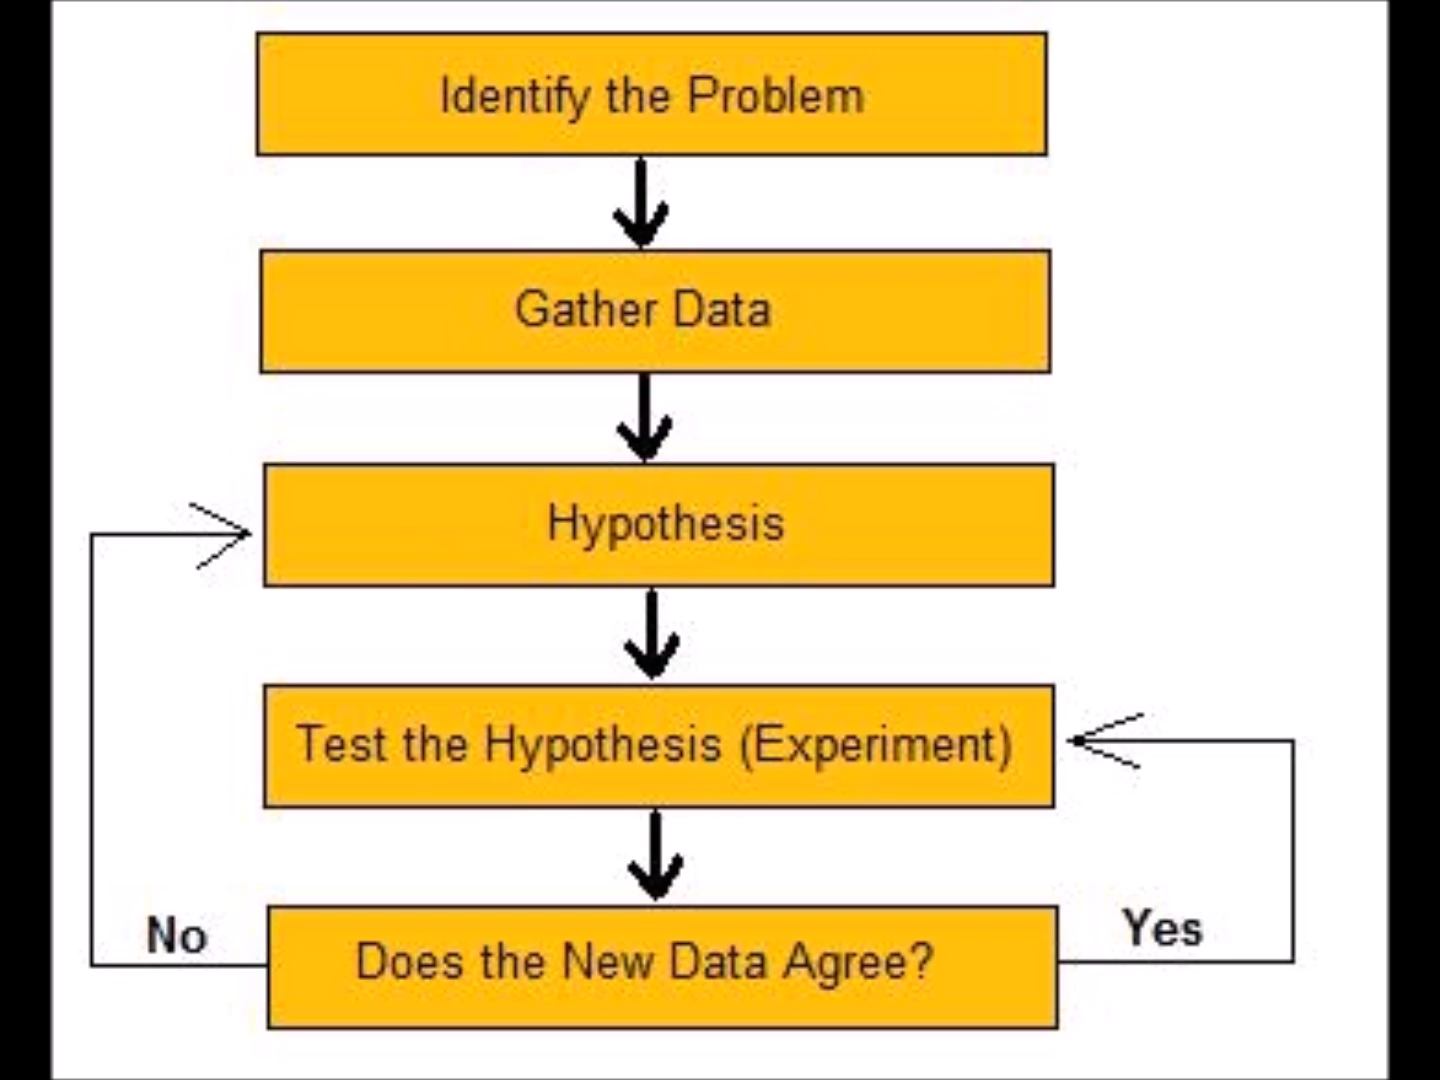 Identify the Problem
Gather Data
Hypothesis
Test the Hypothesis (Experiment)
No
Does the New Data Agree?
Yes